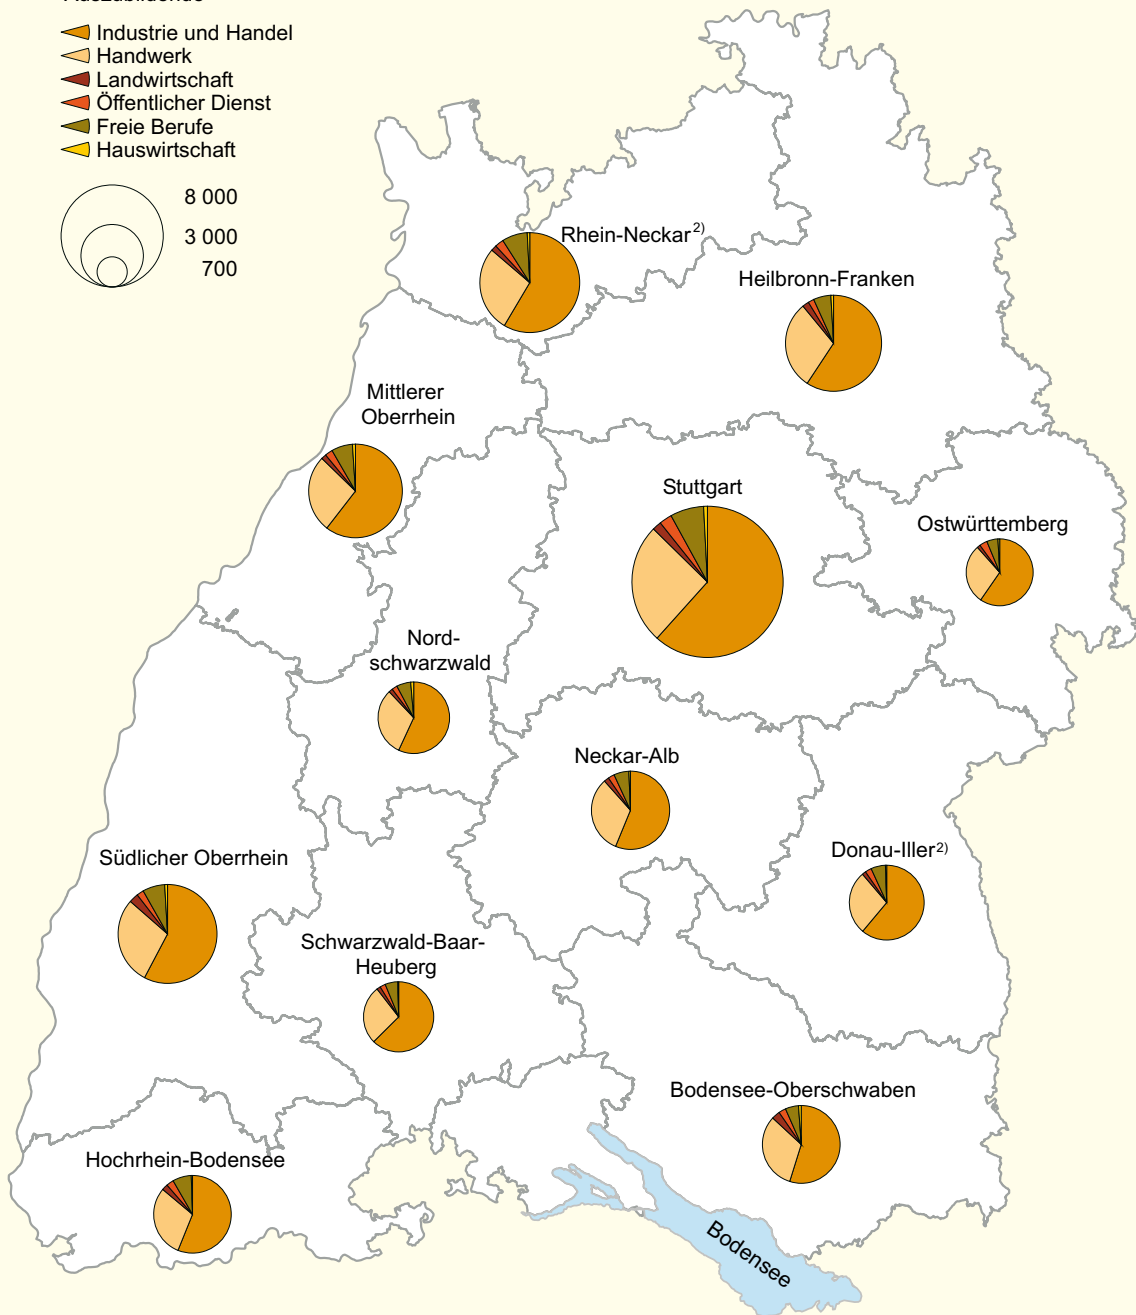 Industrie und Handel
Handwerk
Landwirtschaft
Öffentlicher Dienst
Freie Berufe
Hauswirtschaft
8 000
3 000
700
Rhein-Neckar2)
Heilbronn-Franken
Mittlerer
Oberrhein
Stuttgart
Ostwürttemberg
Nord-
schwarzwald
Neckar-Alb
Donau-Iller2)
Südlicher Oberrhein
Schwarzwald-Baar-
Heuberg
Bodensee-Oberschwaben
Hochrhein-Bodensee
Bodensee